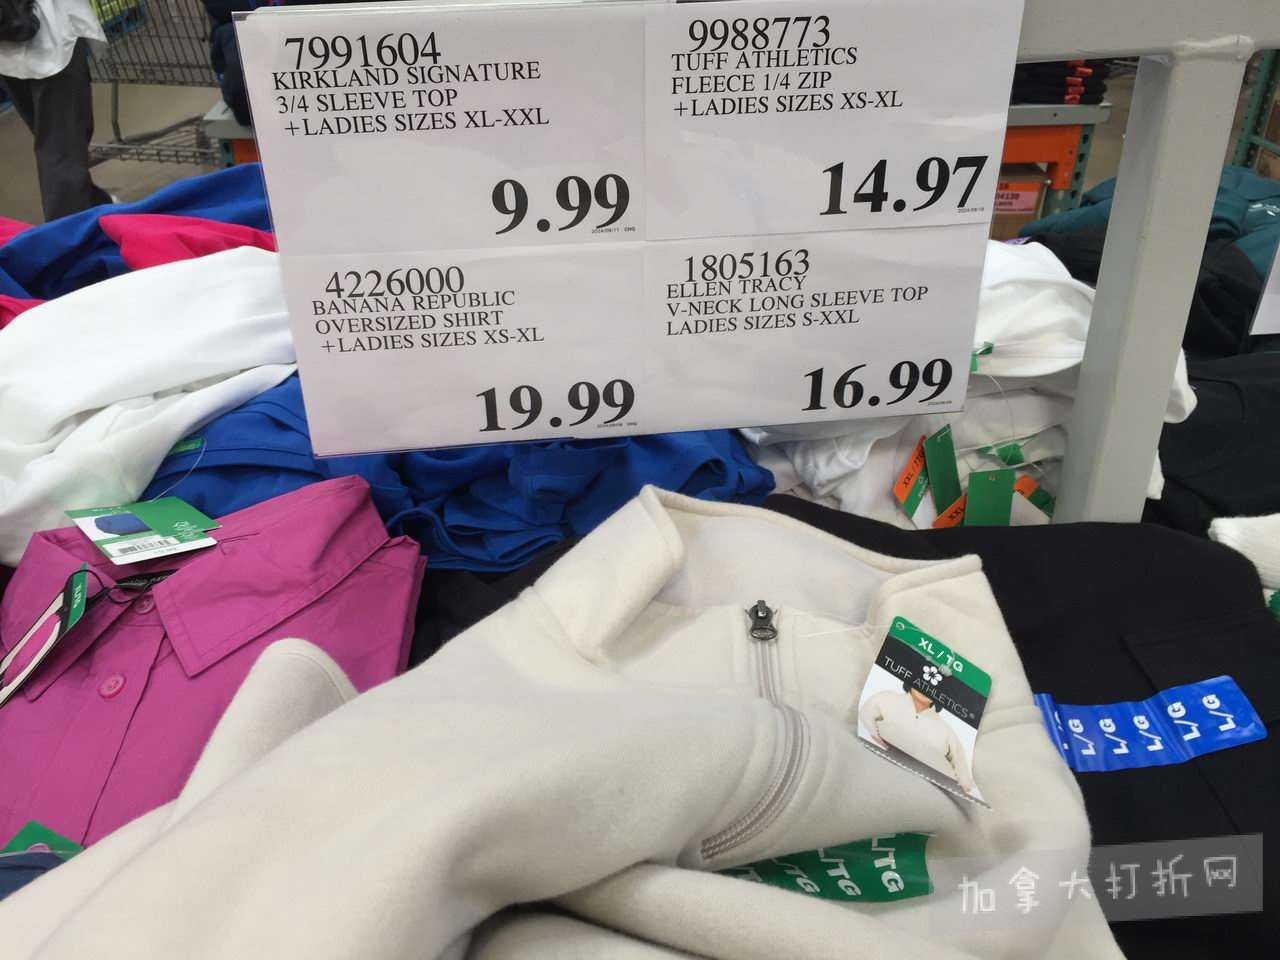 7991604
KIRKLAND SIGNATURE
3/4 SLEEVE TOP
+LADIES SIZES XL-XXL
9.99
9988773
TUFF ATHLETICS
FLEECE 1/4 ZIP
+LADIES SIZES XS-XL
14.97
4226000
BANANA REPUBLIC
OVERSIZED SHIRT
+LADIES SIZES XS-XL
19.99
1805163
ELLEN TRACY
V-NECK LONG SLEEVE TOP
LADIES SIZES S-XXL
16.99
XL/TG
TUFF ATHLETICS
L/G L/G L/G L/G L/G
L/TG
加拿大打折网